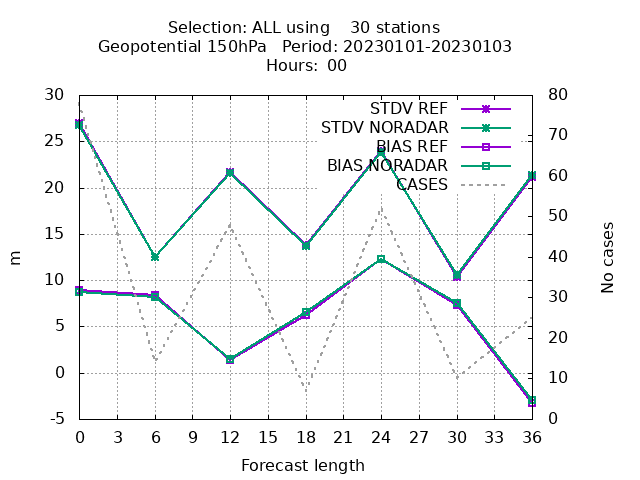 Selection: ALL using    30 stations
Geopotential 150hPa   Period: 20230101-20230103
Hours:  00
STDV REF
STDV NORADAR
BIAS REF
BIAS NORADAR
CASES
30
25
20
15
10
5
0
-5
m
80
70
60
50
40
30
20
10
0
No cases
0 3 6 9 12 15 18 21 24 27 30 33 36
Forecast length